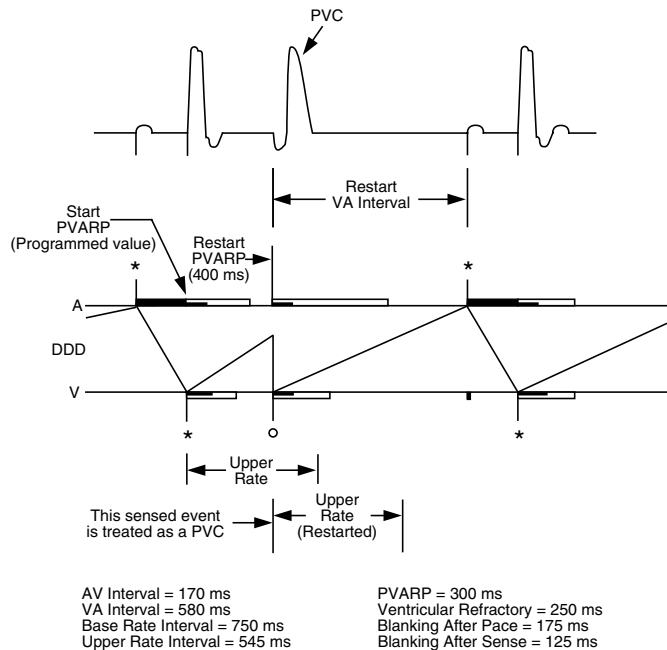 PVC
Restart
VA Interval
Start
PVARP
(Programmed value)
Restart
PVARP
(400 ms)
*
*
A
DDD
V
*
*
Upper
Rate
This sensed event
is treated as a PVC
Upper
Rate
(Restarted)
AV Interval = 170 ms
VA Interval = 580 ms
Base Rate Interval = 750 ms
Upper Rate Interval = 545 ms
PVARP = 300 ms
Ventricular Refractory = 250 ms
Blanking After Pace = 175 ms
Blanking After Sense = 125 ms